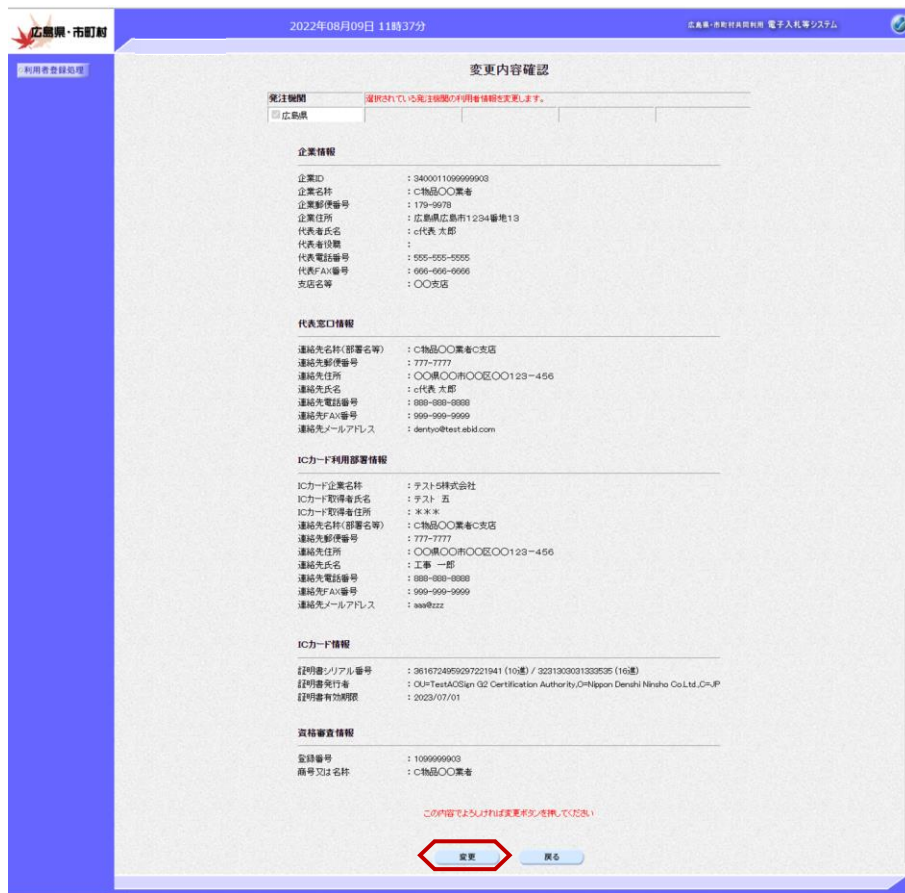 広島県・市町村
2022年08月09日 11時37分
広島県・市町村共同利用 電子入札等システム
利用者登録処理
変更内容確認
発注機関 選択されている発注機関の利用者情報を変更します。
広島県
企業情報
企業ID ：3400011099999903
企業名称 ：C物品〇〇業者
企業郵便番号 ：179-9978
企業住所 ：広島県広島市1234番地13
代表者氏名 ：c代表 太郎
代表者役職 ：
代表電話番号 ：555-555-5555
代表FAX番号 ：666-666-6666
支店名等 ：〇〇支店
代表窓口情報
連絡先名称(部署名等) ：C物品〇〇業者C支店
連絡先郵便番号 ：777-7777
連絡先住所 ：〇〇県〇〇市〇〇区〇〇123－456
連絡先氏名 ：c代表 太郎
連絡先電話番号 ：888-888-8888
連絡先FAX番号 ：999-999-9999
連絡先メールアドレス ：dentyo@test.ebid.com
ICカード利用部署情報
ICカード企業名称 ：テスト5株式会社
ICカード取得者氏名 ：テスト 五
ICカード取得者住所 ：＊＊＊
連絡先名称(部署名等) ：C物品〇〇業者C支店
連絡先郵便番号 ：777-7777
連絡先住所 ：〇〇県〇〇市〇〇区〇〇123－456
連絡先氏名 ：工事 一郎
連絡先電話番号 ：888-888-8888
連絡先FAX番号 ：999-999-9999
連絡先メールアドレス ：aaa@zzz
ICカード情報
証明書シリアル番号 ：3616724959297221941 (10進) / 3231303031333535 (16進)
証明書発行者 ：OU=TestAOSign G2 Certification Authority,O=Nippon Denshi Ninsho Co.Ltd.,C=JP
証明書有効期限 ：2023/07/01
資格審査情報
登録番号 ：1099999903
商号又は名称 ：C物品〇〇業者
この内容でよろしければ変更ボタンを押してください
変更 戻る